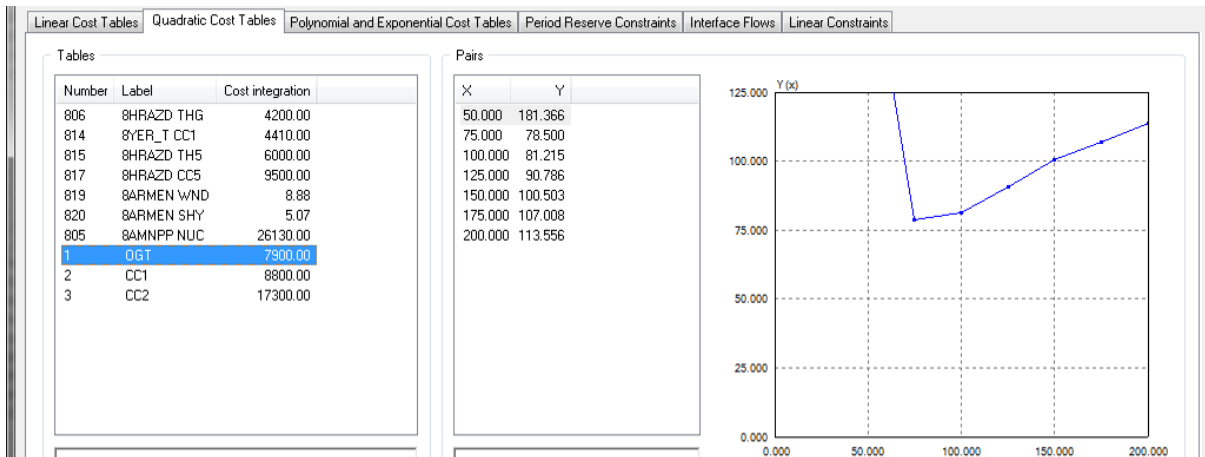 Linear Cost Tables Quadratic Cost Tables Polynomial and Exponential Cost Tables Period Reserve Constraints Interface Flows Linear Constraints
Tables
Number Label Cost integration
806 8HRAZD THG 4200.00
814 8YER_T CC1 4410.00
815 8HRAZD TH5 6000.00
817 8HRAZD CC5 9500.00
819 8ARMEN WND 8.88
820 8ARMEN SHY 5.07
805 8AMNPP NUC 26130.00
1 OGT 7900.00
2 CC1 8800.00
3 CC2 17300.00
Pairs
X Y
50.000 181.366
75.000 78.500
100.000 81.215
125.000 90.786
150.000 100.503
175.000 107.008
200.000 113.556
Y (x)
125.000
100.000
75.000
50.000
25.000
0.000
0.000 50.000 100.000 150.000 200.000